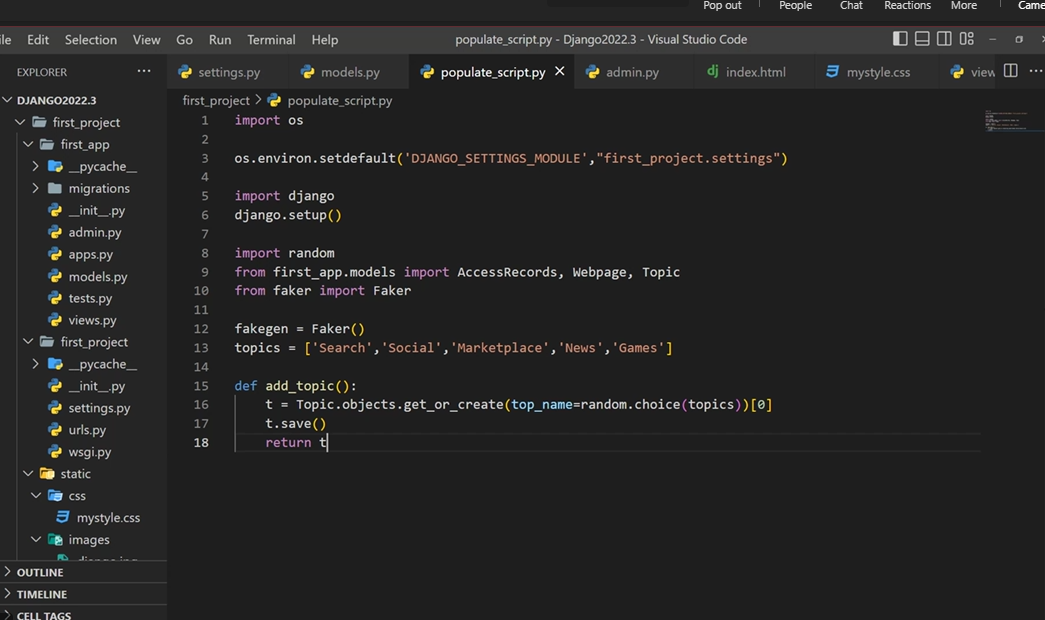 Pop out People Chat Reactions More Came
ile Edit Selection View Go Run Terminal Help populate_script.py - Django2022.3 - Visual Studio Code
EXPLORER ··· settings.py models.py populate_script.py admin.py index.html mystyle.css view ···
DJANGO2022.3
first_project
first_app
__pycache__
migrations
__init__.py
admin.py
apps.py
models.py
tests.py
views.py
first_project
__pycache__
__init__.py
settings.py
urls.py
wsgi.py
static
css
mystyle.css
images
OUTLINE
TIMELINE
CELL TAGS
first_project > populate_script.py
1 import os
2
3 os.environ.setdefault('DJANGO_SETTINGS_MODULE',"first_project.settings")
4
5 import django
6 django.setup()
7
8 import random
9 from first_app.models import AccessRecords, Webpage, Topic
10 from faker import Faker
11
12 fakegen = Faker()
13 topics = ['Search','Social','Marketplace','News','Games']
14
15 def add_topic():
16 t = Topic.objects.get_or_create(top_name=random.choice(topics))[0]
17 t.save()
18 return t